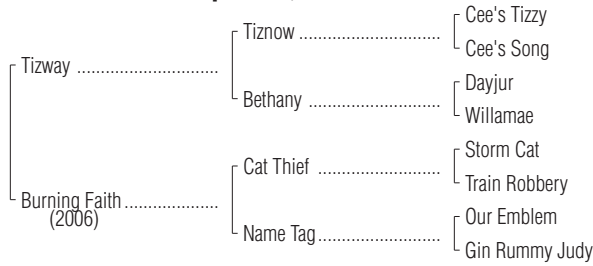 Cee's Tizzy
Tiznow ..............................
Cee's Song
Tizway ..............................
Dayjur
Bethany ............................
Willamae
Storm Cat
Cat Thief ..........................
Train Robbery
Burning Faith ....................
(2006)
Our Emblem
Name Tag..........................
Gin Rummy Judy